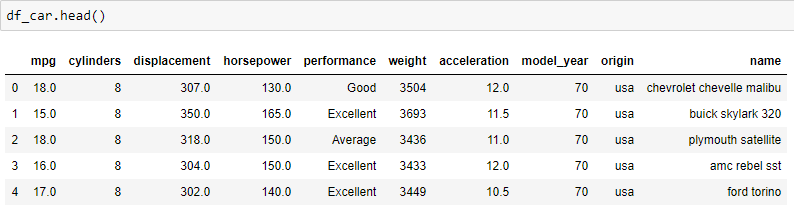 df_car.head()
mpg cylinders displacement horsepower performance weight acceleration model_year origin name
0 18.0 8 307.0 130.0 Good 3504 12.0 70 usa chevrolet chevelle malibu
1 15.0 8 350.0 165.0 Excellent 3693 11.5 70 usa buick skylark 320
2 18.0 8 318.0 150.0 Average 3436 11.0 70 usa plymouth satellite
3 16.0 8 304.0 150.0 Excellent 3433 12.0 70 usa amc rebel sst
4 17.0 8 302.0 140.0 Excellent 3449 10.5 70 usa ford torino